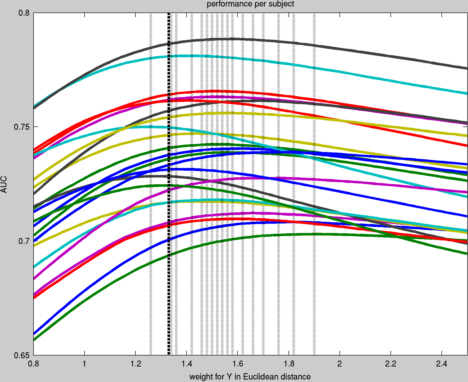 performance per subject
0.8
0.75
AUC
0.7
0.65
0.8 1 1.2 1.4 1.6 1.8 2 2.2 2.4
weight for Y in Euclidean distance